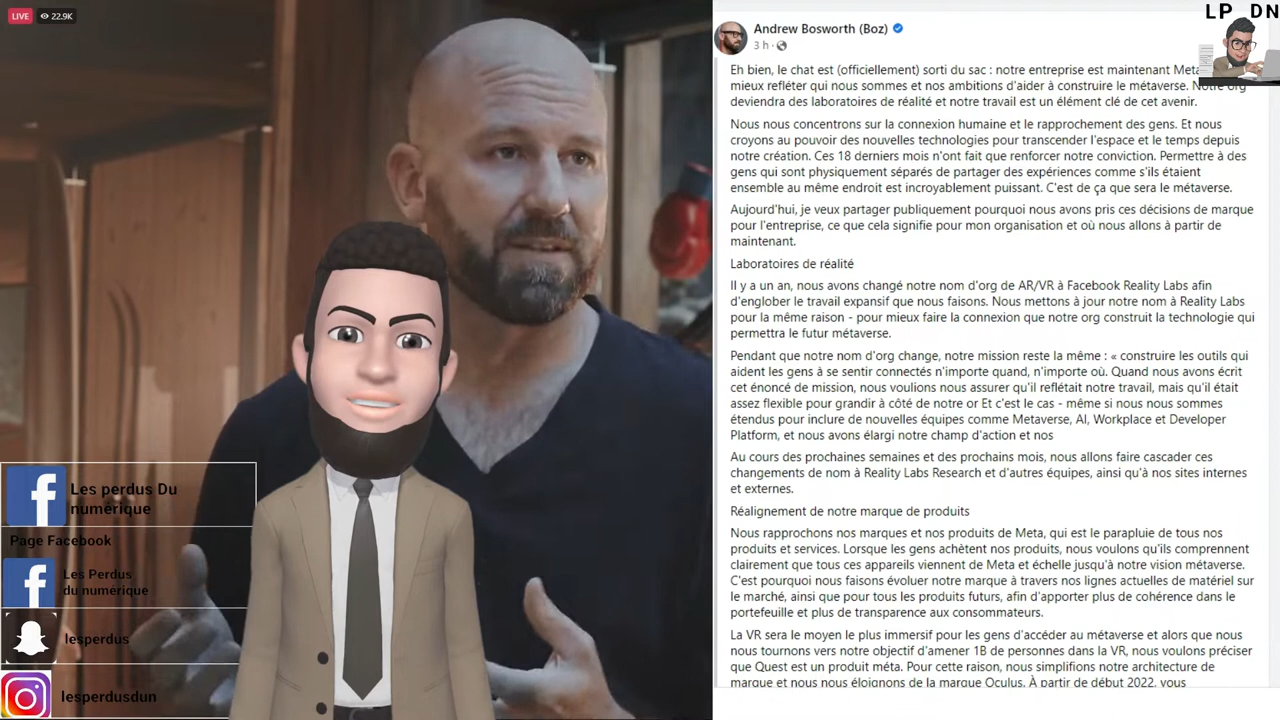 LIVE
22.9K
Andrew Bosworth (Boz)
3 h
LP DN
Eh bien, le chat est (officiellement) sorti du sac : notre entreprise est maintenant Meta
mieux refléter qui nous sommes et nos ambitions d'aider à construire le métaverse. Notre org
deviendra des laboratoires de réalité et notre travail est un élément clé de cet avenir.
Nous nous concentrons sur la connexion humaine et le rapprochement des gens. Et nous
croyons au pouvoir des nouvelles technologies pour transcender l'espace et le temps depuis
notre création. Ces 18 derniers mois n'ont fait que renforcer notre conviction. Permettre à des
gens qui sont physiquement séparés de partager des expériences comme s'ils étaient
ensemble au même endroit est incroyablement puissant. C'est de ça que sera le métaverse.
Aujourd'hui, je veux partager publiquement pourquoi nous avons pris ces décisions de marque
pour l'entreprise, ce que cela signifie pour mon organisation et où nous allons à partir de
maintenant.
Laboratoires de réalité
Il y a un an, nous avons changé notre nom d'org de AR/VR à Facebook Reality Labs afin
d'englober le travail expansif que nous faisons. Nous mettons à jour notre nom à Reality Labs
pour la même raison - pour mieux faire la connexion que notre org construit la technologie qui
permettra le futur métaverse.
Pendant que notre nom d'org change, notre mission reste la même : « construire les outils qui
aident les gens à se sentir connectés n'importe quand, n'importe où. Quand nous avons écrit
cet énoncé de mission, nous voulions nous assurer qu'il reflétait notre travail, mais qu'il était
assez flexible pour grandir à côté de notre or Et c'est le cas - même si nous nous sommes
étendus pour inclure de nouvelles équipes comme Metaverse, AI, Workplace et Developer
Platform, et nous avons élargi notre champ d'action et nos
Au cours des prochaines semaines et des prochains mois, nous allons faire cascader ces
changements de nom à Reality Labs Research et d'autres équipes, ainsi qu'à nos sites internes
et externes.
Réalignement de notre marque de produits
Nous rapprochons nos marques et nos produits de Meta, qui est le parapluie de tous nos
produits et services. Lorsque les gens achètent nos produits, nous voulons qu'ils comprennent
clairement que tous ces appareils viennent de Meta et échelle jusqu'à notre vision métaverse.
C'est pourquoi nous faisons évoluer notre marque à travers nos lignes actuelles de matériel sur
le marché, ainsi que pour tous les produits futurs, afin d'apporter plus de cohérence dans le
portefeuille et plus de transparence aux consommateurs.
La VR sera le moyen le plus immersif pour les gens d'accéder au métaverse et alors que nous
nous tournons vers notre objectif d'amener 1B de personnes dans la VR, nous voulons préciser
que Quest est un produit méta. Pour cette raison, nous simplifions notre architecture de
marque et nous nous éloignons de la marque Oculus. À partir de début 2022, vous
Les perdus Du
numérique
Page Facebook
Les Perdus
du numérique
lesperdus
lesperdusdun